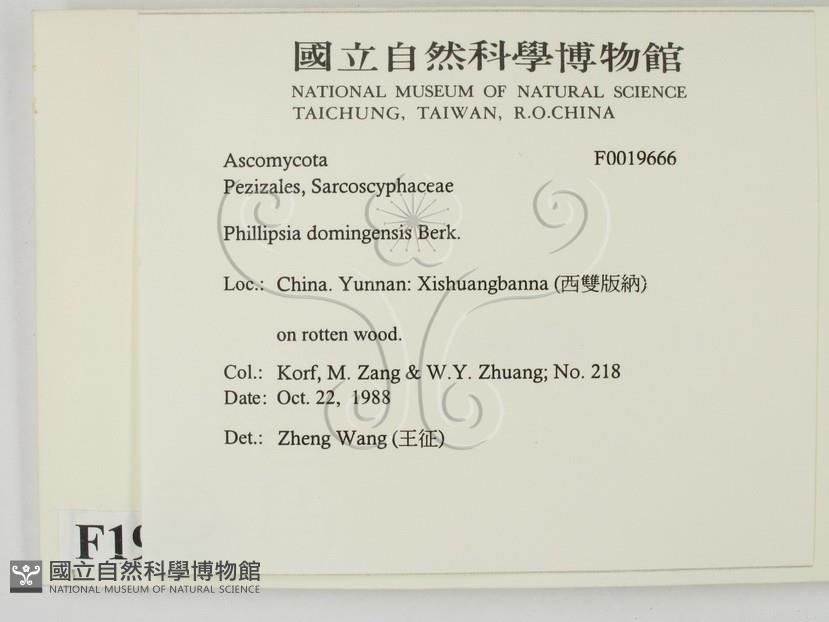 國立自然科學博物館
NATIONAL MUSEUM OF NATURAL SCIENCE
TAICHUNG, TAIWAN, R.O.CHINA
Ascomycota F0019666
Pezizales, Sarcoscyphaceae
Phillipsia domingensis Berk.
Loc.: China. Yunnan: Xishuangbanna (西雙版納)
on rotten wood.
Col.: Korf, M. Zang & W.Y. Zhuang; No. 218
Date: Oct. 22, 1988
Det.: Zheng Wang (王征)
國立自然科學博物館
NATIONAL MUSEUM OF NATURAL SCIENCE